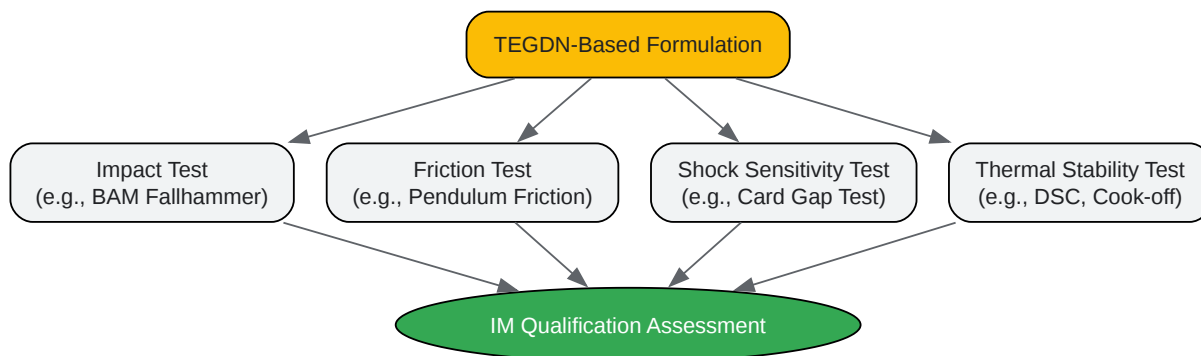 TEGDN-Based Formulation
Impact Test
(e.g., BAM Fallhammer)
Friction Test
(e.g., Pendulum Friction)
Shock Sensitivity Test
(e.g., Card Gap Test)
Thermal Stability Test
(e.g., DSC, Cook-off)
IM Qualification Assessment